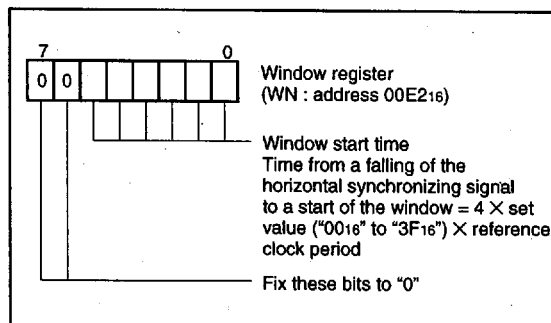 7 0
0 0
Window register
(WN : address 00E2₁₆)
Window start time
Time from a falling of the
horizontal synchronizing signal
to a start of the window = 4 × set
value (“00₁₆” to “3F₁₆”) × reference
clock period
Fix these bits to “0”